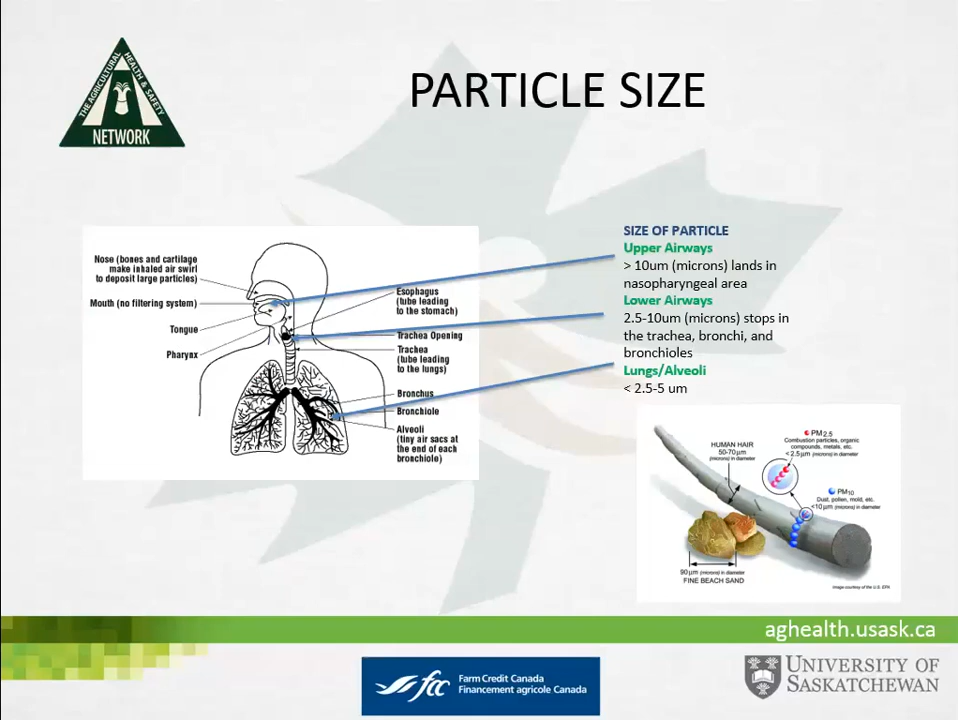 THE AGRICULTURAL
HEALTH & SAFETY
NETWORK
PARTICLE SIZE
Nose (bones and cartilage
make inhaled air swirl
to deposit large particles)
Mouth (no filtering system)
Tongue
Pharynx
Esophagus
(tube leading
to the stomach)
Trachea Opening
Trachea
(tube leading
to the lungs)
Bronchus
Bronchiole
Alveoli
(tiny air sacs at
the end of each
bronchiole)
SIZE OF PARTICLE
Upper Airways
> 10um (microns) lands in
nasopharyngeal area
Lower Airways
2.5-10um (microns) stops in
the trachea, bronchi, and
bronchioles
Lungs/Alveoli
< 2.5-5 um
HUMAN HAIR
50-70μm
(microns) in diameter
PM2.5
Combustion particles, organic
compounds, metals, etc.
<2.5μm (microns) in diameter
PM10
Dust, pollen, mold, etc.
<10μm (microns) in diameter
90μm (microns) in diameter
FINE BEACH SAND
Image courtesy of the U.S. EPA
aghealth.usask.ca
fcc
Farm Credit Canada
Financement agricole Canada
UNIVERSITY OF
SASKATCHEWAN